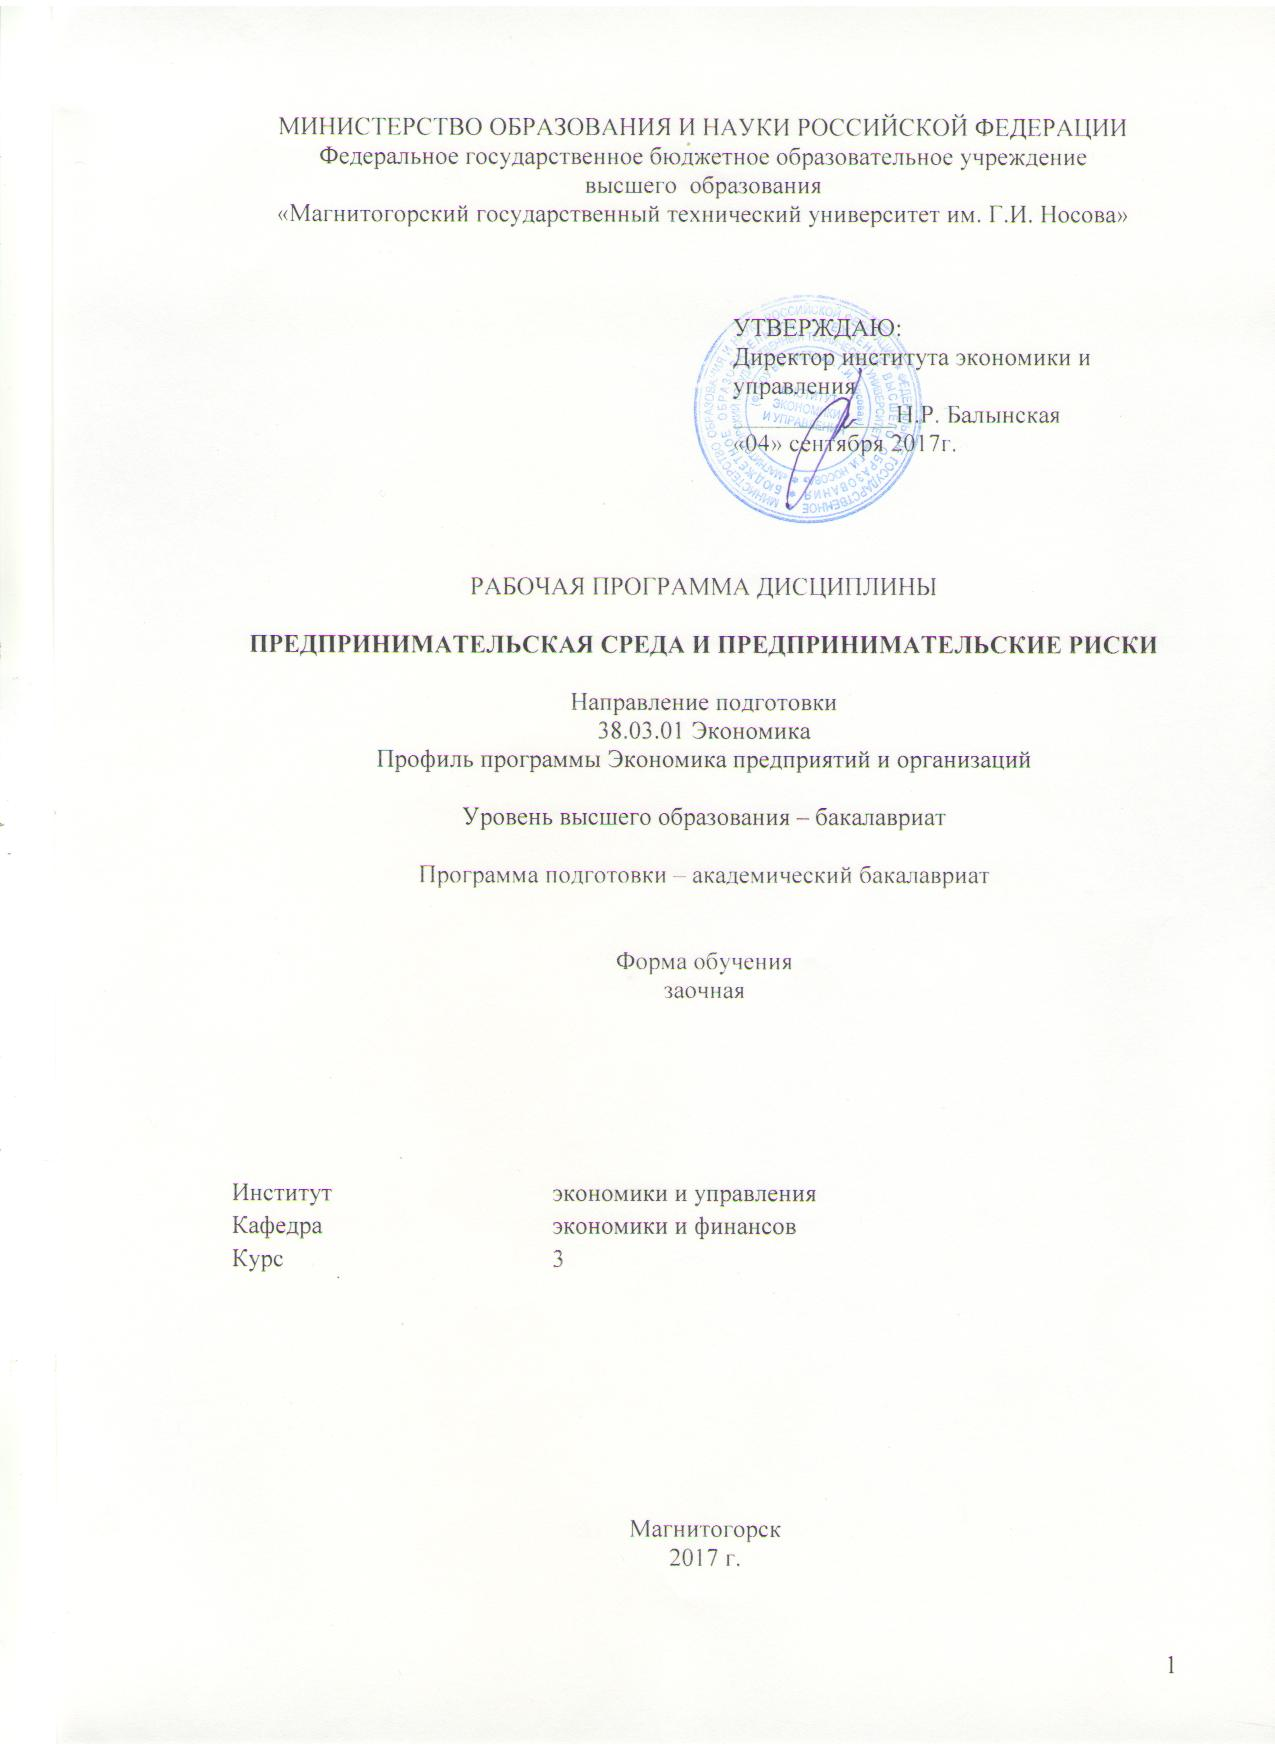 МИНИСТЕРСТВО ОБРАЗОВАНИЯ И НАУКИ РОССИЙСКОЙ ФЕДЕРАЦИИ
Федеральное государственное бюджетное образовательное учреждение
высшего образования
«Магнитогорский государственный технический университет им. Г.И. Носова»
УТВЕРЖДАЮ:
Директор института экономики и
управления
Н.Р. Балынская
«04» сентября 2017г.
ИНСТИТУТ
ЭКОНОМИКИ
И УПРАВЛЕНИЯ
РАБОЧАЯ ПРОГРАММА ДИСЦИПЛИНЫ
ПРЕДПРИНИМАТЕЛЬСКАЯ СРЕДА И ПРЕДПРИНИМАТЕЛЬСКИЕ РИСКИ
Направление подготовки
38.03.01 Экономика
Профиль программы Экономика предприятий и организаций
Уровень высшего образования – бакалавриат
Программа подготовки – академический бакалавриат
Форма обучения
заочная
Институт экономики и управления
Кафедра экономики и финансов
Курс 3
Магнитогорск
2017 г.
1